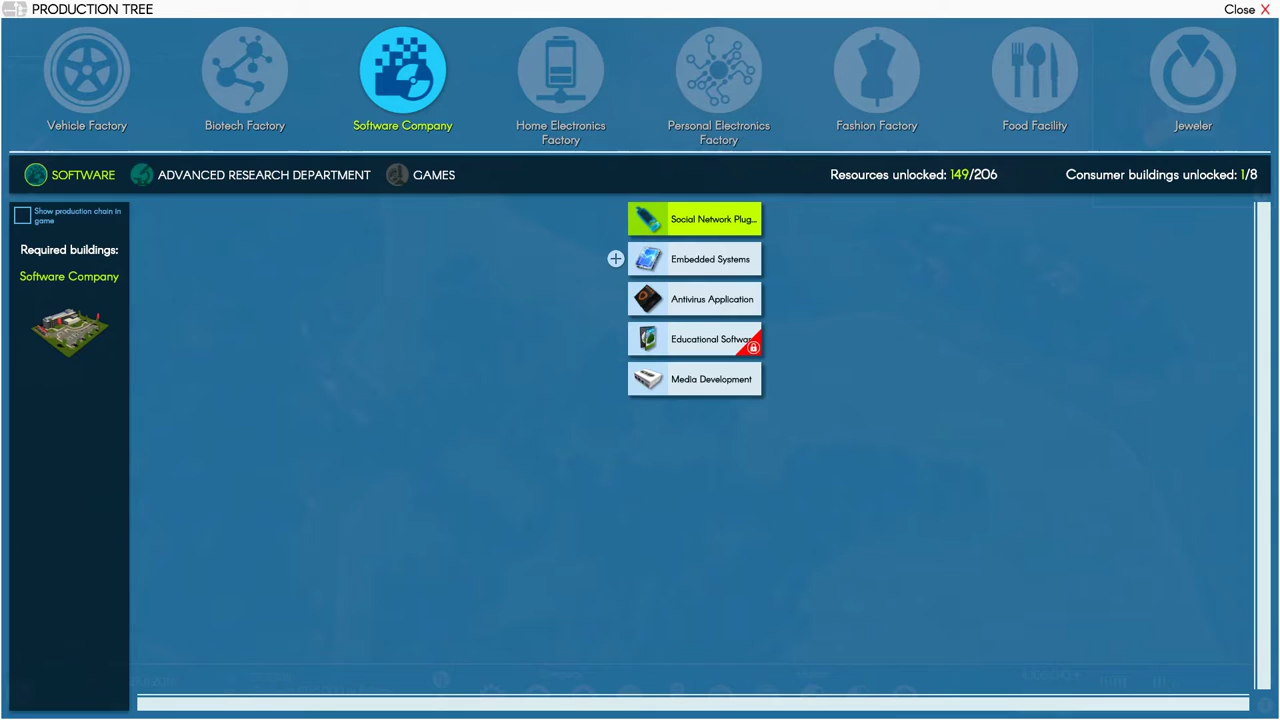 PRODUCTION TREE
Close X
Vehicle Factory
Biotech Factory
Software Company
Home Electronics
Factory
Personal Electronics
Factory
Fashion Factory
Food Facility
Jeweler
SOFTWARE
ADVANCED RESEARCH DEPARTMENT
GAMES
Resources unlocked: 149/206
Consumer buildings unlocked: 1/8
Show production chain in
game
Required buildings:
Software Company
Social Network Plug...
Embedded Systems
Antivirus Application
Educational Softwar
Media Development